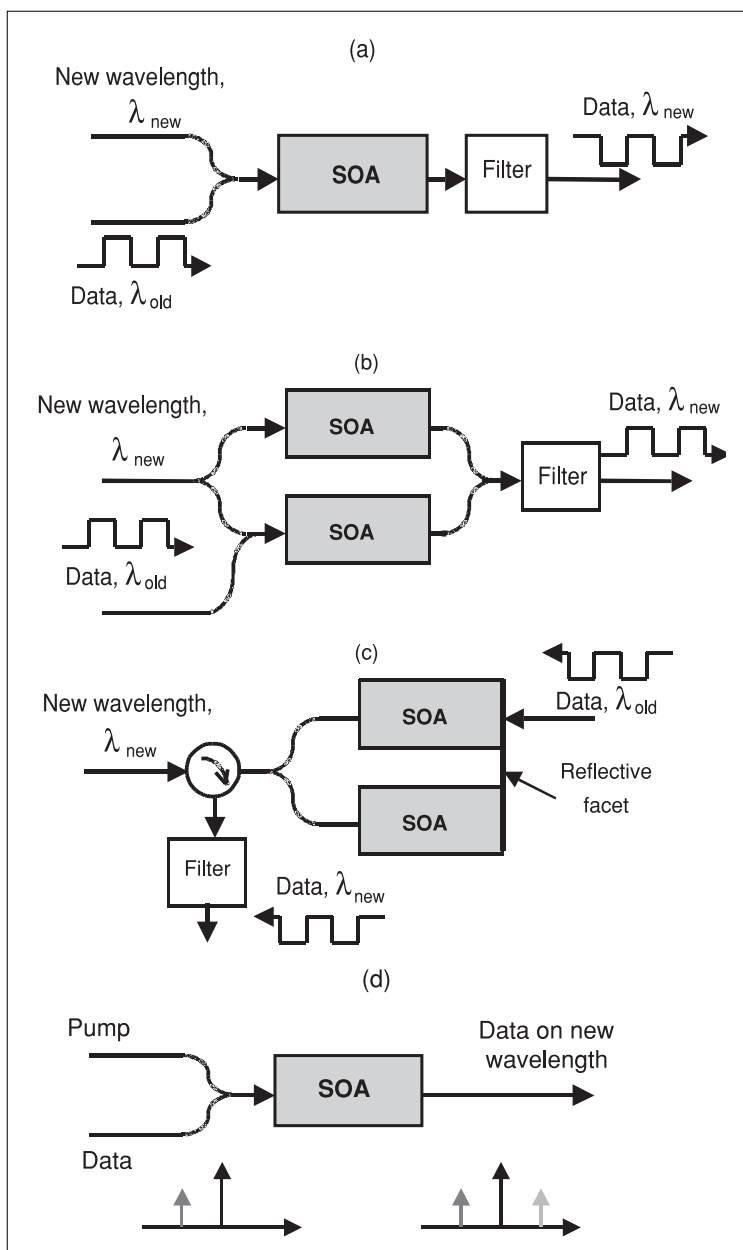 (a)
New wavelength,
λ new
Data, λ new
SOA
Filter
Data, λ old
(b)
New wavelength,
λ new
Data, λ new
SOA
Filter
SOA
Data, λ old
(c)
New wavelength,
λ new
SOA
Data, λ old
Reflective
facet
SOA
Filter
Data, λ new
(d)
Pump
Data on new
wavelength
SOA
Data